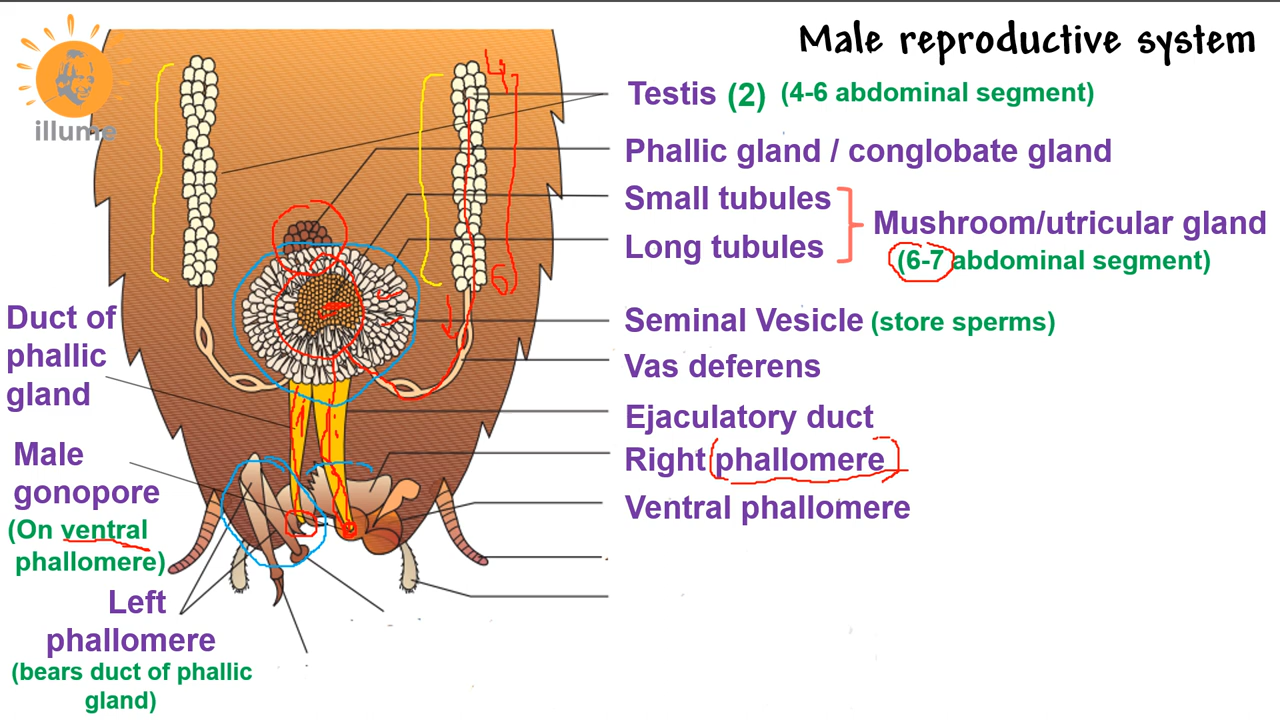 illume
Male reproductive system
Testis (2) (4-6 abdominal segment)
Phallic gland / conglobate gland
Small tubules
Long tubules
Mushroom/utricular gland
(6-7 abdominal segment)
Seminal Vesicle (store sperms)
Vas deferens
Ejaculatory duct
Right phallomere
Ventral phallomere
4
6
Duct of
phallic
gland
Male
gonopore
(On ventral
phallomere)
Left
phallomere
(bears duct of phallic
gland)